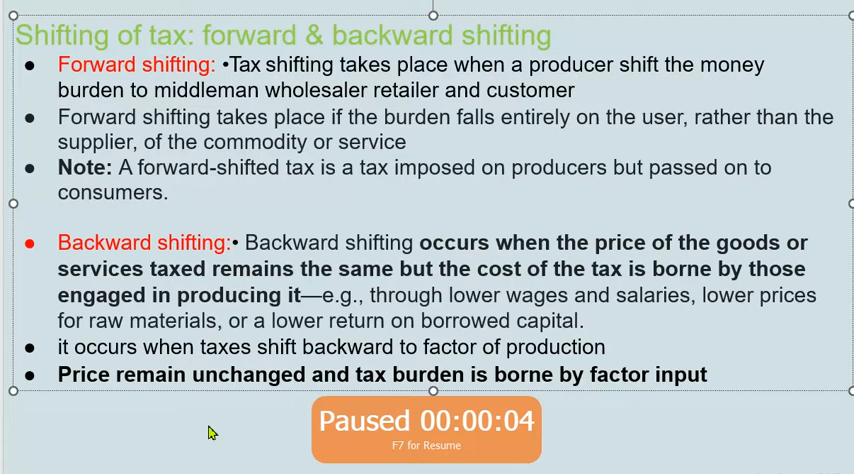 Shifting of tax: forward & backward shifting
● Forward shifting: •Tax shifting takes place when a producer shift the money
burden to middleman wholesaler retailer and customer
● Forward shifting takes place if the burden falls entirely on the user, rather than the
supplier, of the commodity or service
● Note: A forward-shifted tax is a tax imposed on producers but passed on to
consumers.
● Backward shifting:• Backward shifting occurs when the price of the goods or
services taxed remains the same but the cost of the tax is borne by those
engaged in producing it—e.g., through lower wages and salaries, lower prices
for raw materials, or a lower return on borrowed capital.
● it occurs when taxes shift backward to factor of production
● Price remain unchanged and tax burden is borne by factor input
Paused 00:00:04
F7 for Resume